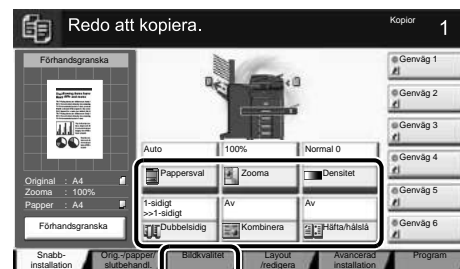 Redo att kopiera.
Kopior
1
Förhandsgranska
Original : A4
Zooma : 100%
Papper : A4
Förhandsgranska
Auto
100%
Normal 0
Pappersval
Zooma
Densitet
1-sidigt
>>1-sidigt
Av
Av
Dubbelsidig
Kombinera
Häfta/hålslå
Genväg 1
Genväg 2
Genväg 3
Genväg 4
Genväg 5
Genväg 6
Snabb-
installation
Orig.-/papper/
slutbehandl.
Bildkvalitet
Layout
/redigera
Avancerad
installation
Program